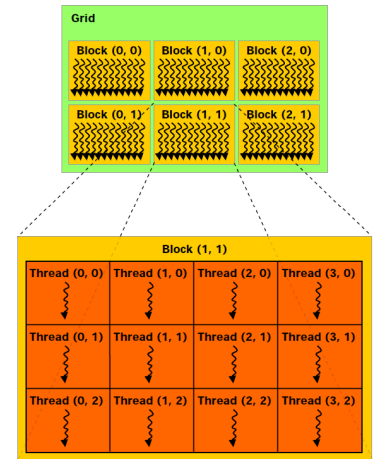 Grid
Block (0, 0) Block (1, 0) Block (2, 0)
Block (0, 1) Block (1, 1) Block (2, 1)
Block (1, 1)
Thread (0, 0) Thread (1, 0) Thread (2, 0) Thread (3, 0)
Thread (0, 1) Thread (1, 1) Thread (2, 1) Thread (3, 1)
Thread (0, 2) Thread (1, 2) Thread (2, 2) Thread (3, 2)